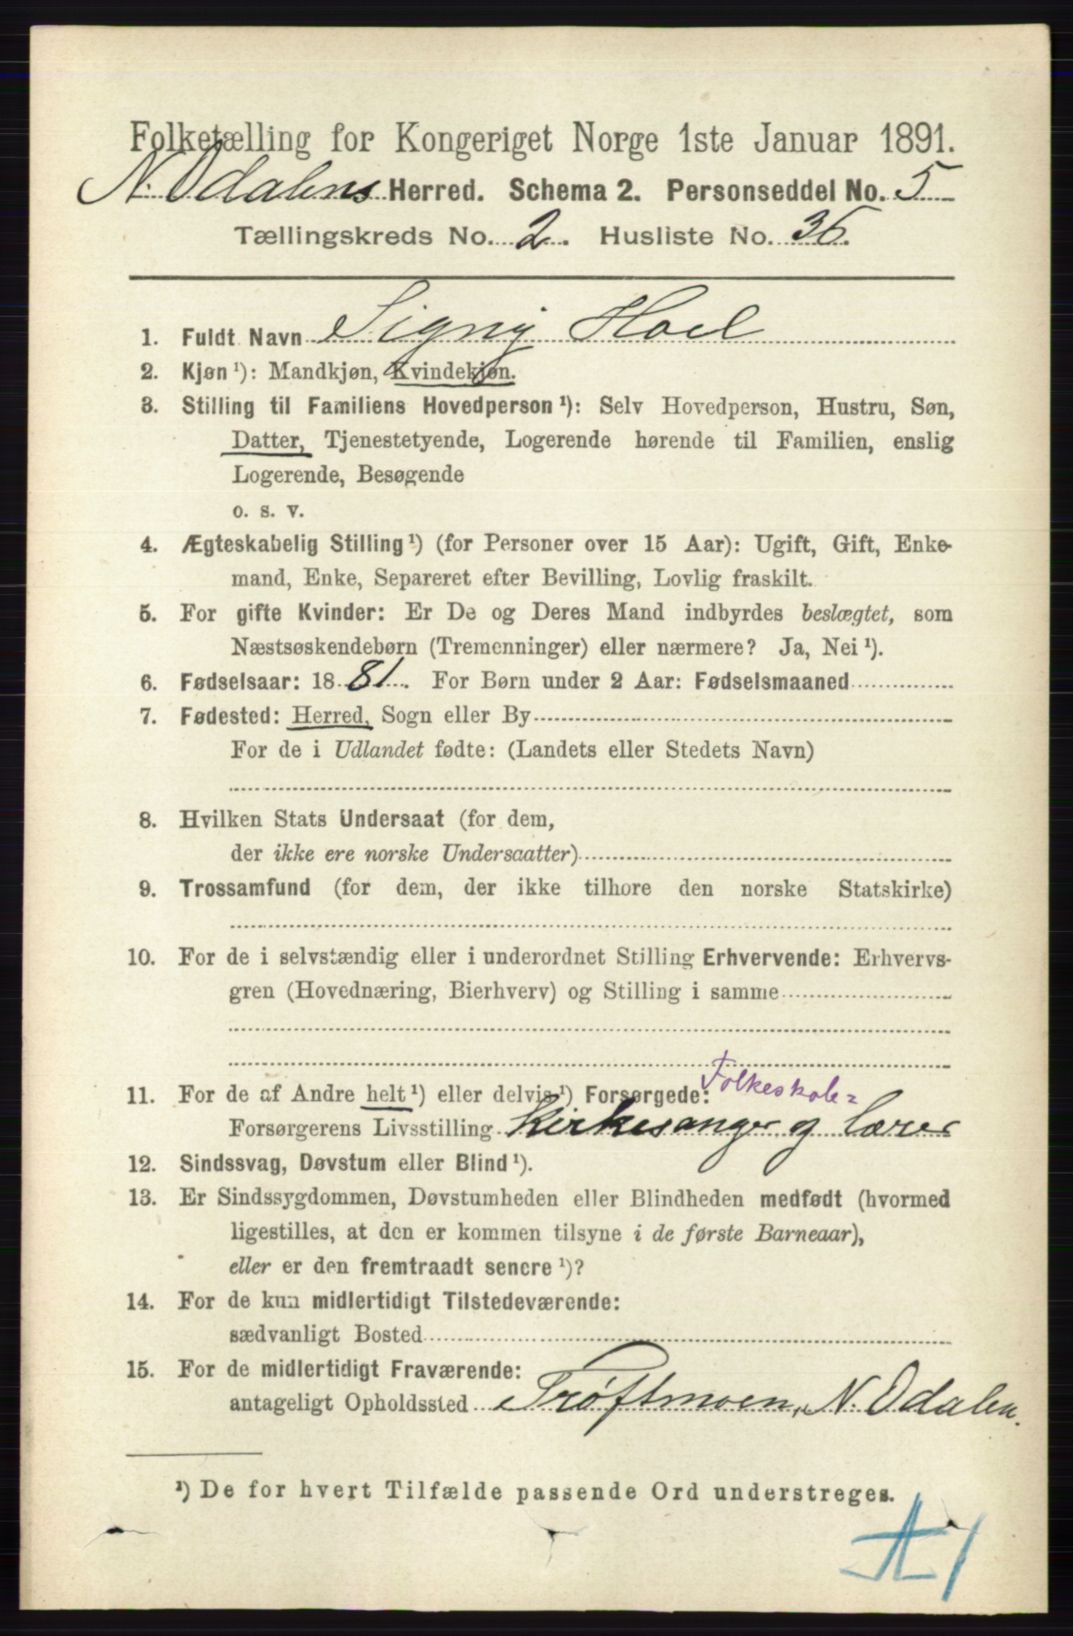 Folketælling for Kongeriget Norge 1ste Januar 1891.
N. Odalens Herred. Schema 2. Personseddel No. 5
Tællingskreds No. 2. Husliste No. 36.
1. Fuldt Navn Signy Hoel
2. Kjøn ¹): Mandkjøn, Kvindekjøn.
3. Stilling til Familiens Hovedperson ¹): Selv Hovedperson, Hustru, Søn,
Datter, Tjenestetyende, Logerende hørende til Familien, enslig
Logerende, Besøgende
o. s. v.
4. Ægteskabelig Stilling ¹) (for Personer over 15 Aar): Ugift, Gift, Enke-
mand, Enke, Separeret efter Bevilling, Lovlig fraskilt.
5. For gifte Kvinder: Er De og Deres Mand indbyrdes beslægtet, som
Næstsøskendebørn (Tremenninger) eller nærmere? Ja, Nei ¹).
6. Fødselsaar: 1881. For Børn under 2 Aar: Fødselsmaaned
7. Fødested: Herred, Sogn eller By
For de i Udlandet fødte: (Landets eller Stedets Navn)
8. Hvilken Stats Undersaat (for dem,
der ikke ere norske Undersaatter)
9. Trossamfund (for dem, der ikke tilhore den norske Statskirke)
10. For de i selvstændig eller i underordnet Stilling Erhvervende: Erhvervs-
gren (Hovednæring, Bierhverv) og Stilling i samme
11. For de af Andre helt ¹) eller delvis ¹) Forsørgede: Folkeskole=
Forsørgerens Livsstilling Kirkesanger og lærer
12. Sindssvag, Døvstum eller Blind ¹).
13. Er Sindssygdommen, Døvstumheden eller Blindheden medfødt (hvormed
ligestilles, at den er kommen tilsyne i de første Barneaar),
eller er den fremtraadt senere ¹)?
14. For de kun midlertidigt Tilstedeværende:
sædvanligt Bosted
15. For de midlertidigt Fraværende:
antageligt Opholdssted Trøftmoen, N. Odalen.
¹) De for hvert Tilfælde passende Ord understreges.